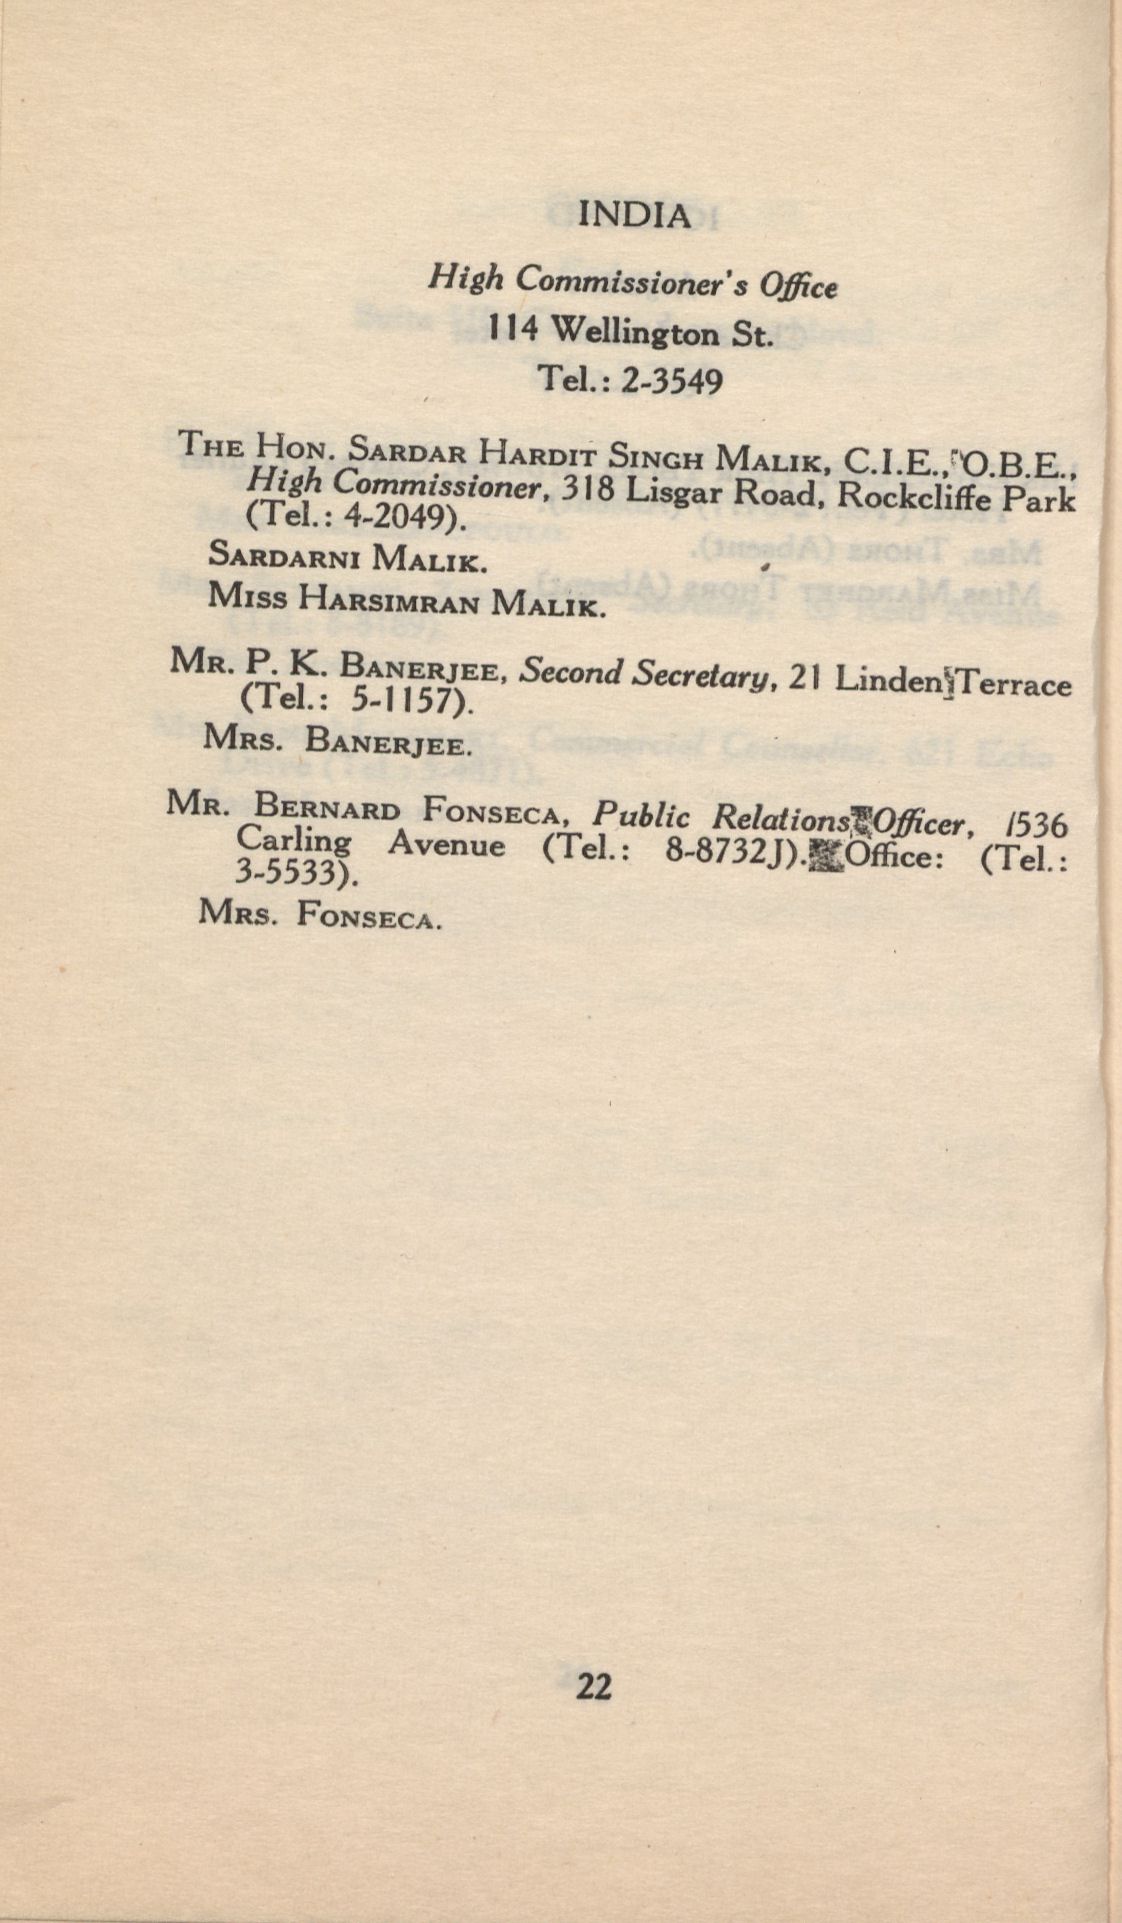 INDIA
High Commissioner's Office
114 Wellington St.
Tel.: 2-3549
THE HON. SARDAR HARDIT SINGH MALIK, C.I.E., O.B.E.,
High Commissioner, 318 Lisgar Road, Rockcliffe Park
(Tel.: 4-2049).
SARDARNI MALIK.
MISS HARSIMRAN MALIK.
MR. P. K. BANERJEE, Second Secretary, 21 Linden Terrace
(Tel.: 5-1157).
MRS. BANERJEE.
MR. BERNARD FONSECA, Public Relations Officer, 1536
Carling Avenue (Tel.: 8-8732J). Office: (Tel.:
3-5533).
MRS. FONSECA.
22